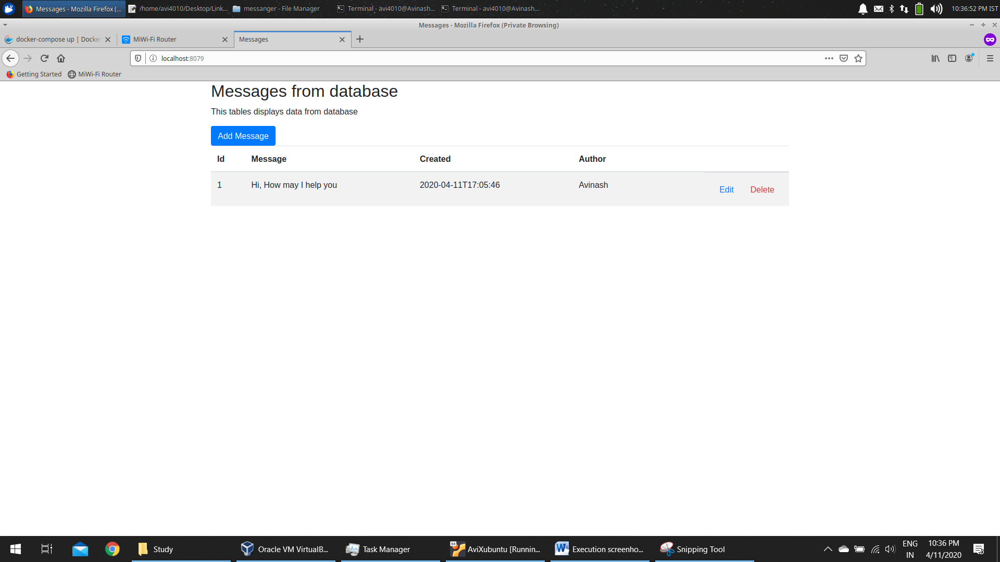 Messages - Mozilla Firefox (... /home/avi4010/Desktop/Link... messanger - File Manager Terminal - avi4010@Avinash... Terminal - avi4010@Avinash... 10:36:52 PM IST
Messages - Mozilla Firefox (Private Browsing)
docker-compose up | Docker MiWi-Fi Router Messages
localhost:8079
Getting Started MiWi-Fi Router
Messages from database
This tables displays data from database
Add Message
Id Message Created Author
1 Hi, How may I help you 2020-04-11T17:05:46 Avinash Edit Delete
Study Oracle VM VirtualB... Task Manager 64 AviXubuntu [Runnin... Execution screenho... Snipping Tool ENG 10:36 PM
IN 4/11/2020